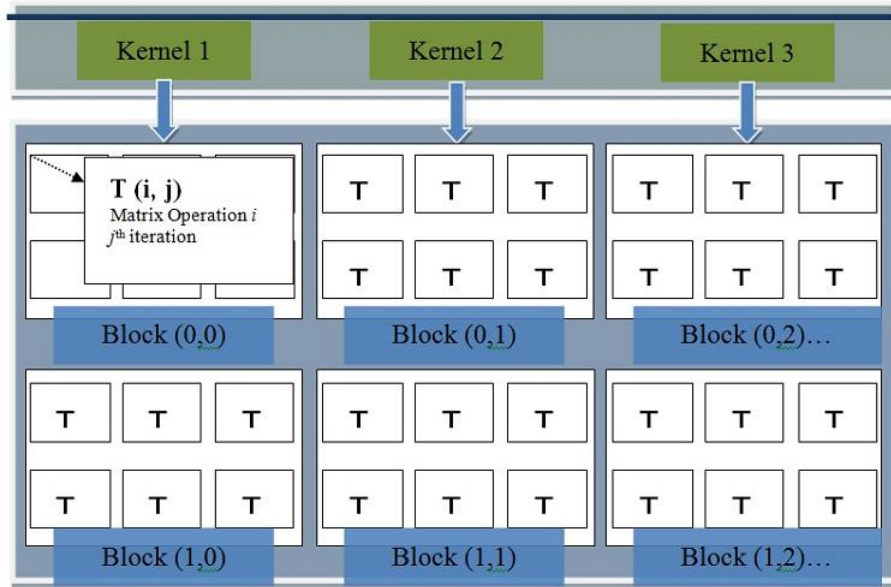 Kernel 1 Kernel 2 Kernel 3
T (i, j)
Matrix Operation i
jth iteration
T T T T T T
T T T T T T
Block (0,0) Block (0,1) Block (0,2)...
T T T T T T T T T
T T T T T T T T T
Block (1,0) Block (1,1) Block (1,2)...